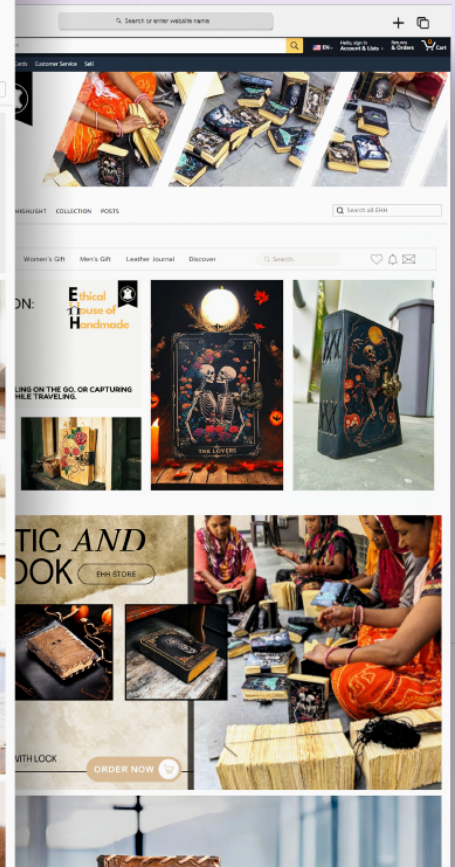 Search or enter website name
EN
Hello, sign in
Account & Lists
Returns
& Orders
0
Cart
Cards Customer Service Sell
HIGHLIGHT COLLECTION POSTS
Search all EHH
Women's Gift Men's Gift Leather Journal Discover
Search.
ON:
Ethical
House of
Handmade
LING ON THE GO, OR CAPTURING
HILE TRAVELING.
THE LOVERS
TIC AND
OOK
EHH STORE
WITH LOOK
ORDER NOW